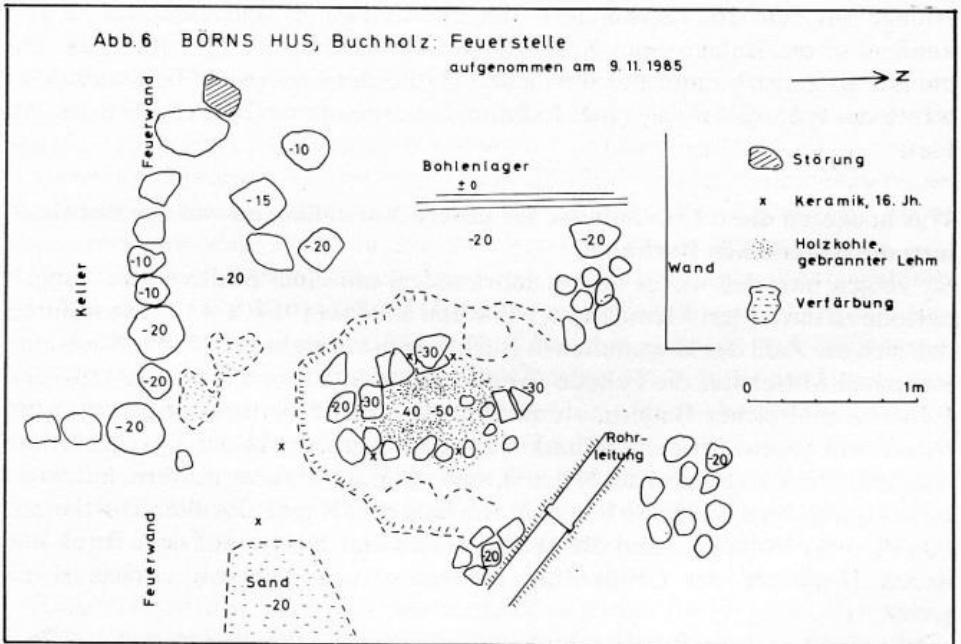 Abb.6 BÖRNS HUS, Buchholz: Feuerstelle
aufgenommen am 9.11.1985
N
Feuerwand
-10
Bohlenlager
± 0
-20
-15
-20
-20
-20
Keller
-10
-10
-20
-20
-20
Wand
Störung
x Keramik, 16. Jh.
Holzkohle,
gebrannter Lehm
Verfärbung
0 1m
x -30 x
20 30
-40 -50
-30
x x
Rohr-
leitung
20
20
Feuerwand
x
Sand
-20